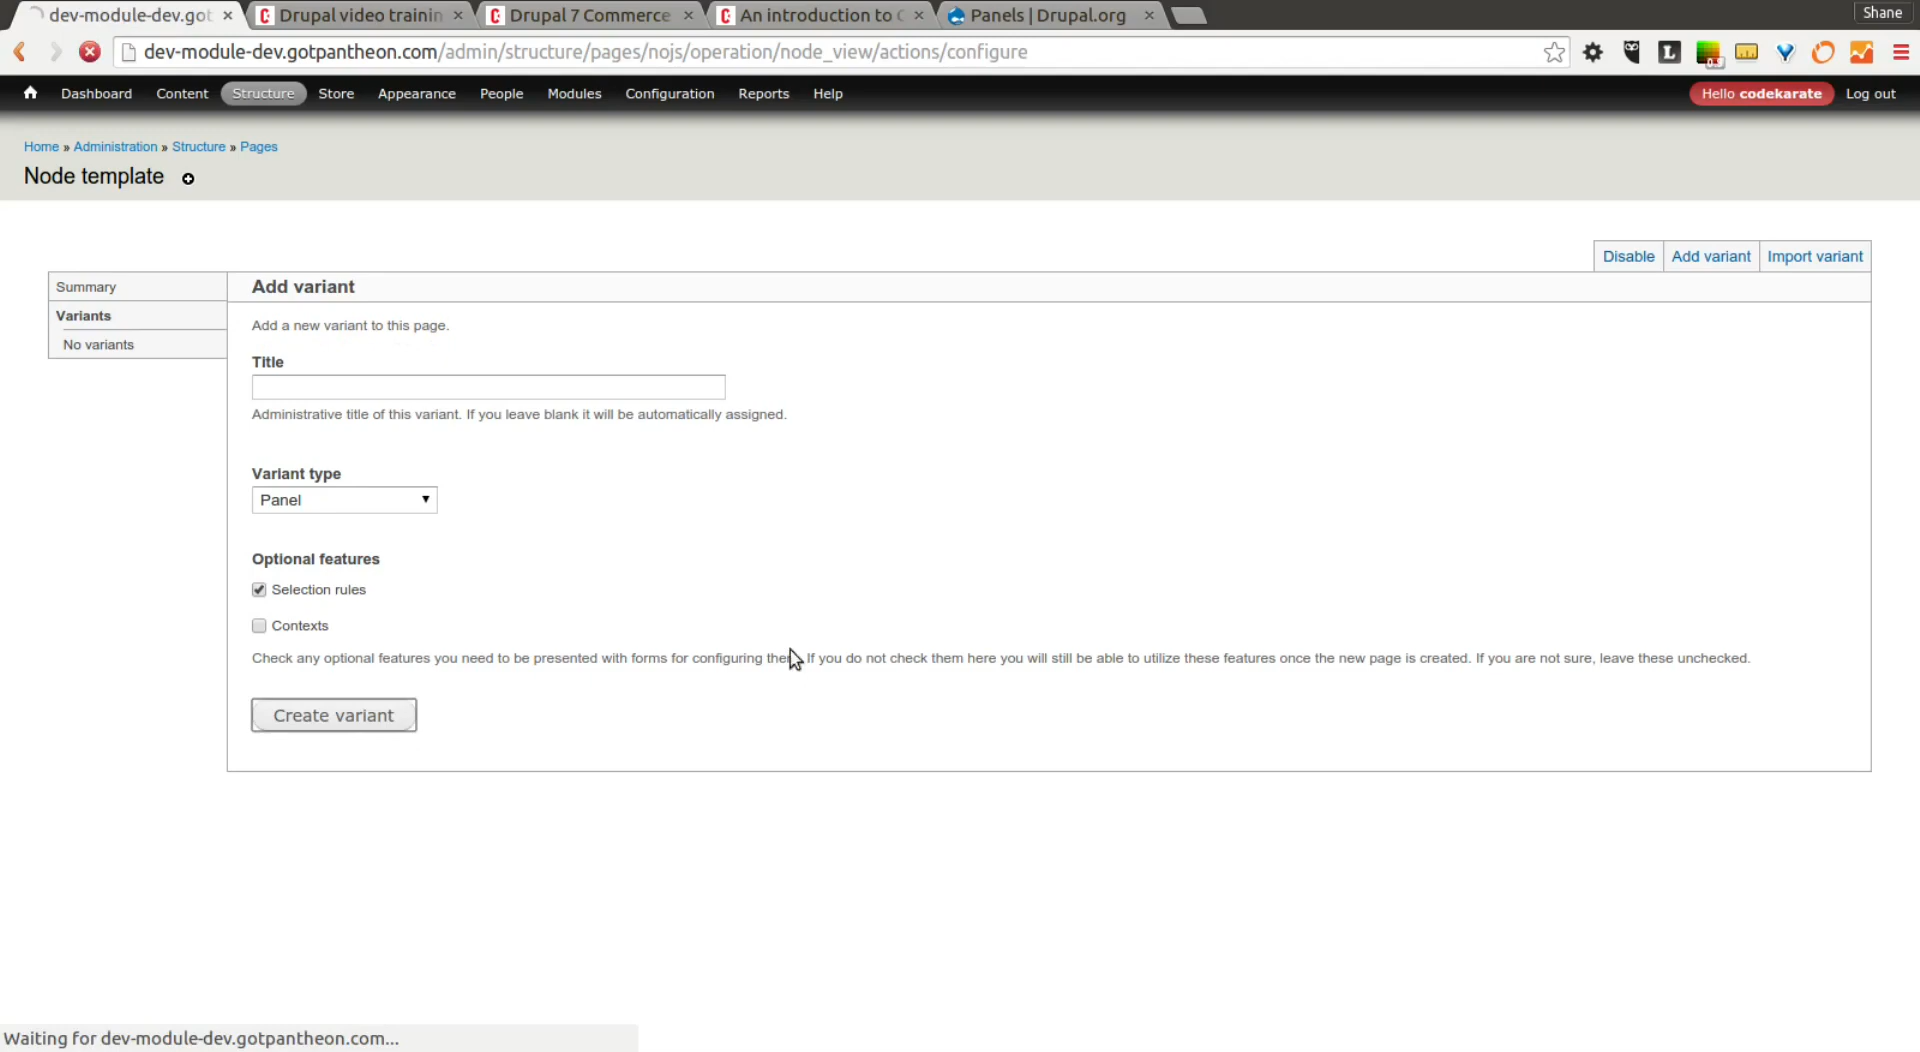 dev-module-dev.got
Drupal video trainin
Drupal 7 Commerce
An introduction to C
Panels | Drupal.org
Shane
dev-module-dev.gotpantheon.com/admin/structure/pages/nojs/operation/node_view/actions/configure
Dashboard Content Structure Store Appearance People Modules Configuration Reports Help
Hello codekarate Log out
Home » Administration » Structure » Pages
Node template
Disable Add variant Import variant
Summary
Variants
No variants
Add variant
Add a new variant to this page.
Title
Administrative title of this variant. If you leave blank it will be automatically assigned.
Variant type
Panel
Optional features
Selection rules
Contexts
Check any optional features you need to be presented with forms for configuring them. If you do not check them here you will still be able to utilize these features once the new page is created. If you are not sure, leave these unchecked.
Create variant
Waiting for dev-module-dev.gotpantheon.com...